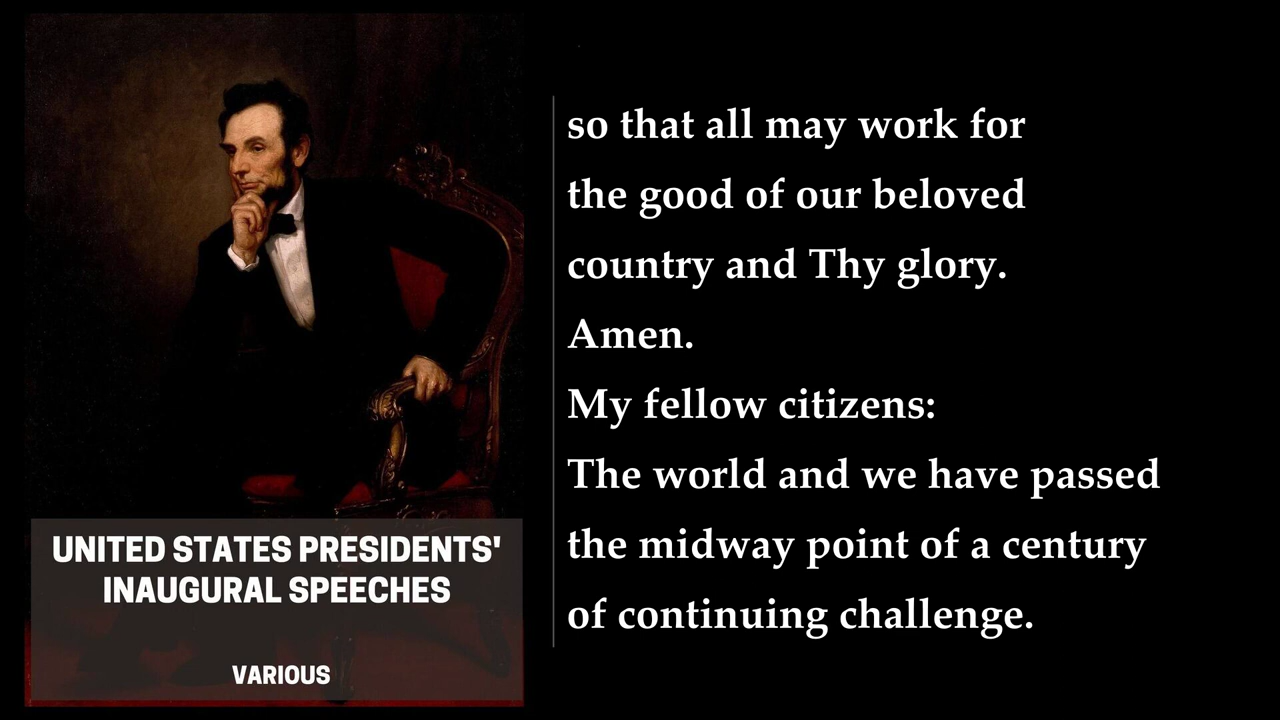 so that all may work for
the good of our beloved
country and Thy glory.
Amen.
My fellow citizens:
The world and we have passed
the midway point of a century
of continuing challenge.
UNITED STATES PRESIDENTS'
INAUGURAL SPEECHES
VARIOUS